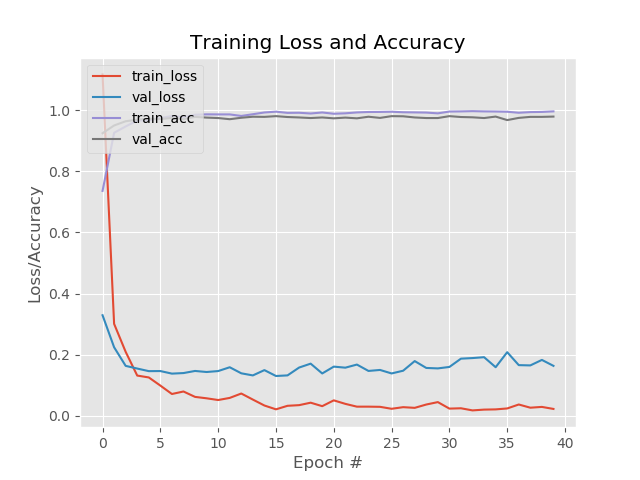 Training Loss and Accuracy
train_loss
val_loss
train_acc
val_acc
1.0
0.8
0.6
0.4
0.2
0.0
Loss/Accuracy
0 5 10 15 20 25 30 35 40
Epoch #